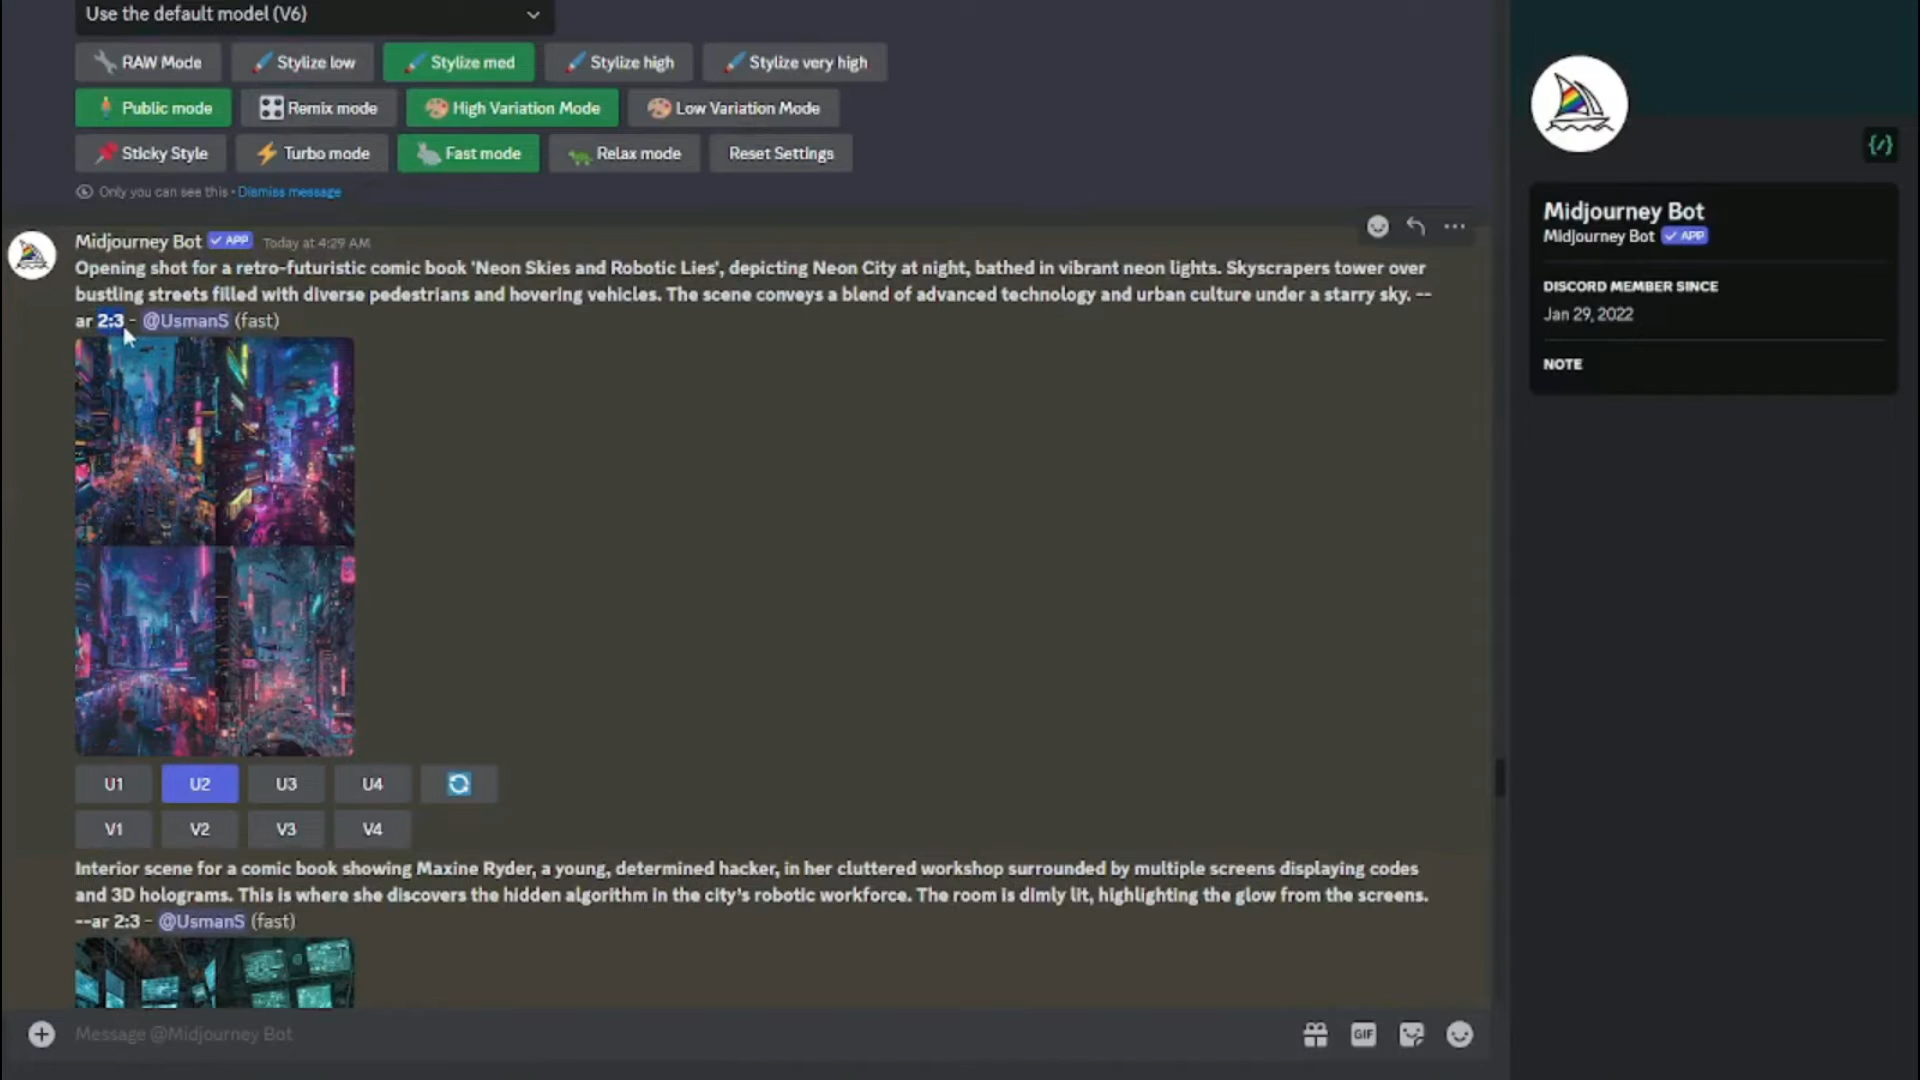 Use the default model (V6)
RAW Mode Stylize low Stylize med Stylize high Stylize very high
Public mode Remix mode High Variation Mode Low Variation Mode
Sticky Style Turbo mode Fast mode Relax mode Reset Settings
Only you can see this • Dismiss message
Midjourney Bot ✓ APP Today at 4:29 AM
Opening shot for a retro-futuristic comic book 'Neon Skies and Robotic Lies', depicting Neon City at night, bathed in vibrant neon lights. Skyscrapers tower over
bustling streets filled with diverse pedestrians and hovering vehicles. The scene conveys a blend of advanced technology and urban culture under a starry sky. --
ar 2:3 - @UsmanS (fast)
U1 U2 U3 U4
V1 V2 V3 V4
Interior scene for a comic book showing Maxine Ryder, a young, determined hacker, in her cluttered workshop surrounded by multiple screens displaying codes
and 3D holograms. This is where she discovers the hidden algorithm in the city's robotic workforce. The room is dimly lit, highlighting the glow from the screens.
--ar 2:3 - @UsmanS (fast)
Message @Midjourney Bot
GIF
Midjourney Bot
Midjourney Bot ✓ APP
DISCORD MEMBER SINCE
Jan 29, 2022
NOTE